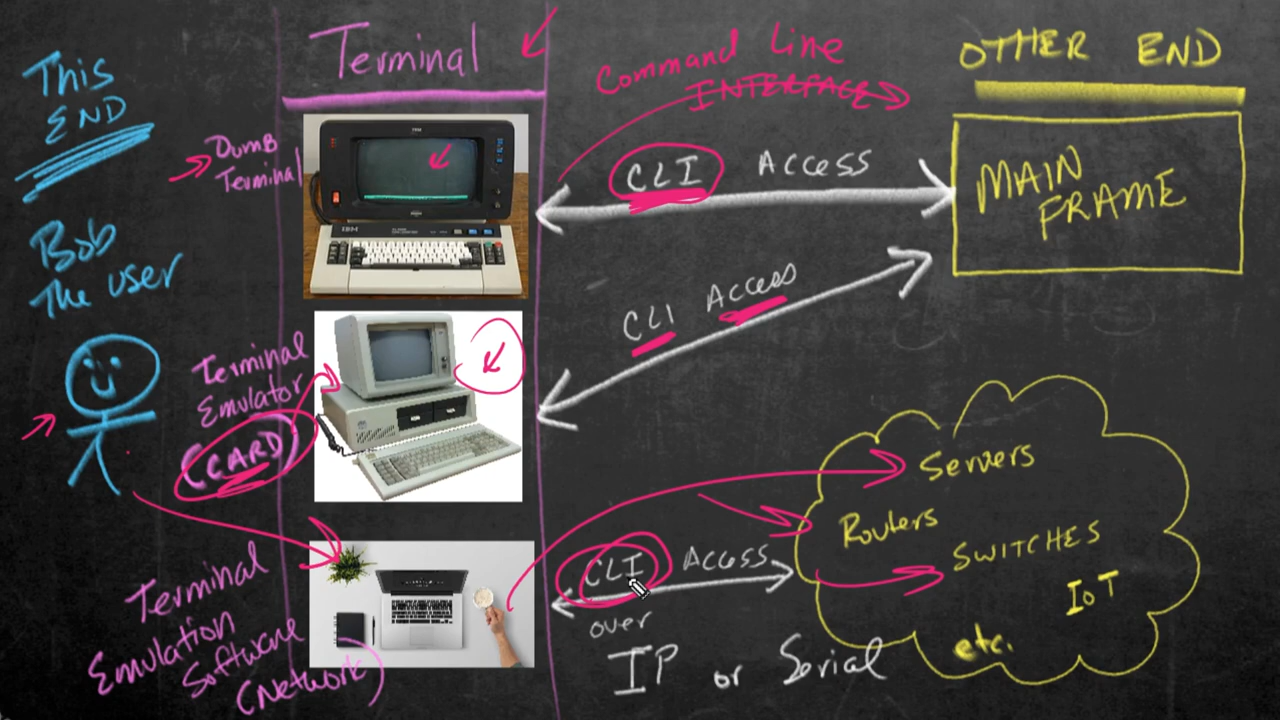 This
END
Bob
The user
Terminal
Dumb
Terminal
IBM
Terminal
Emulator
(CARD)
Terminal
Emulation
Software
(Network)
Command Line
INTERFACE
CLI Access
CLI Access
CLI Access
over
IP or Serial
OTHER END
MAIN
FRAME
Servers
Routers
SWITCHES
IoT
etc.